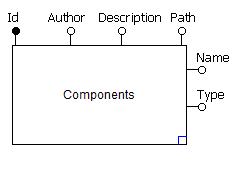 Id Author Description Path
Name
Components
Type